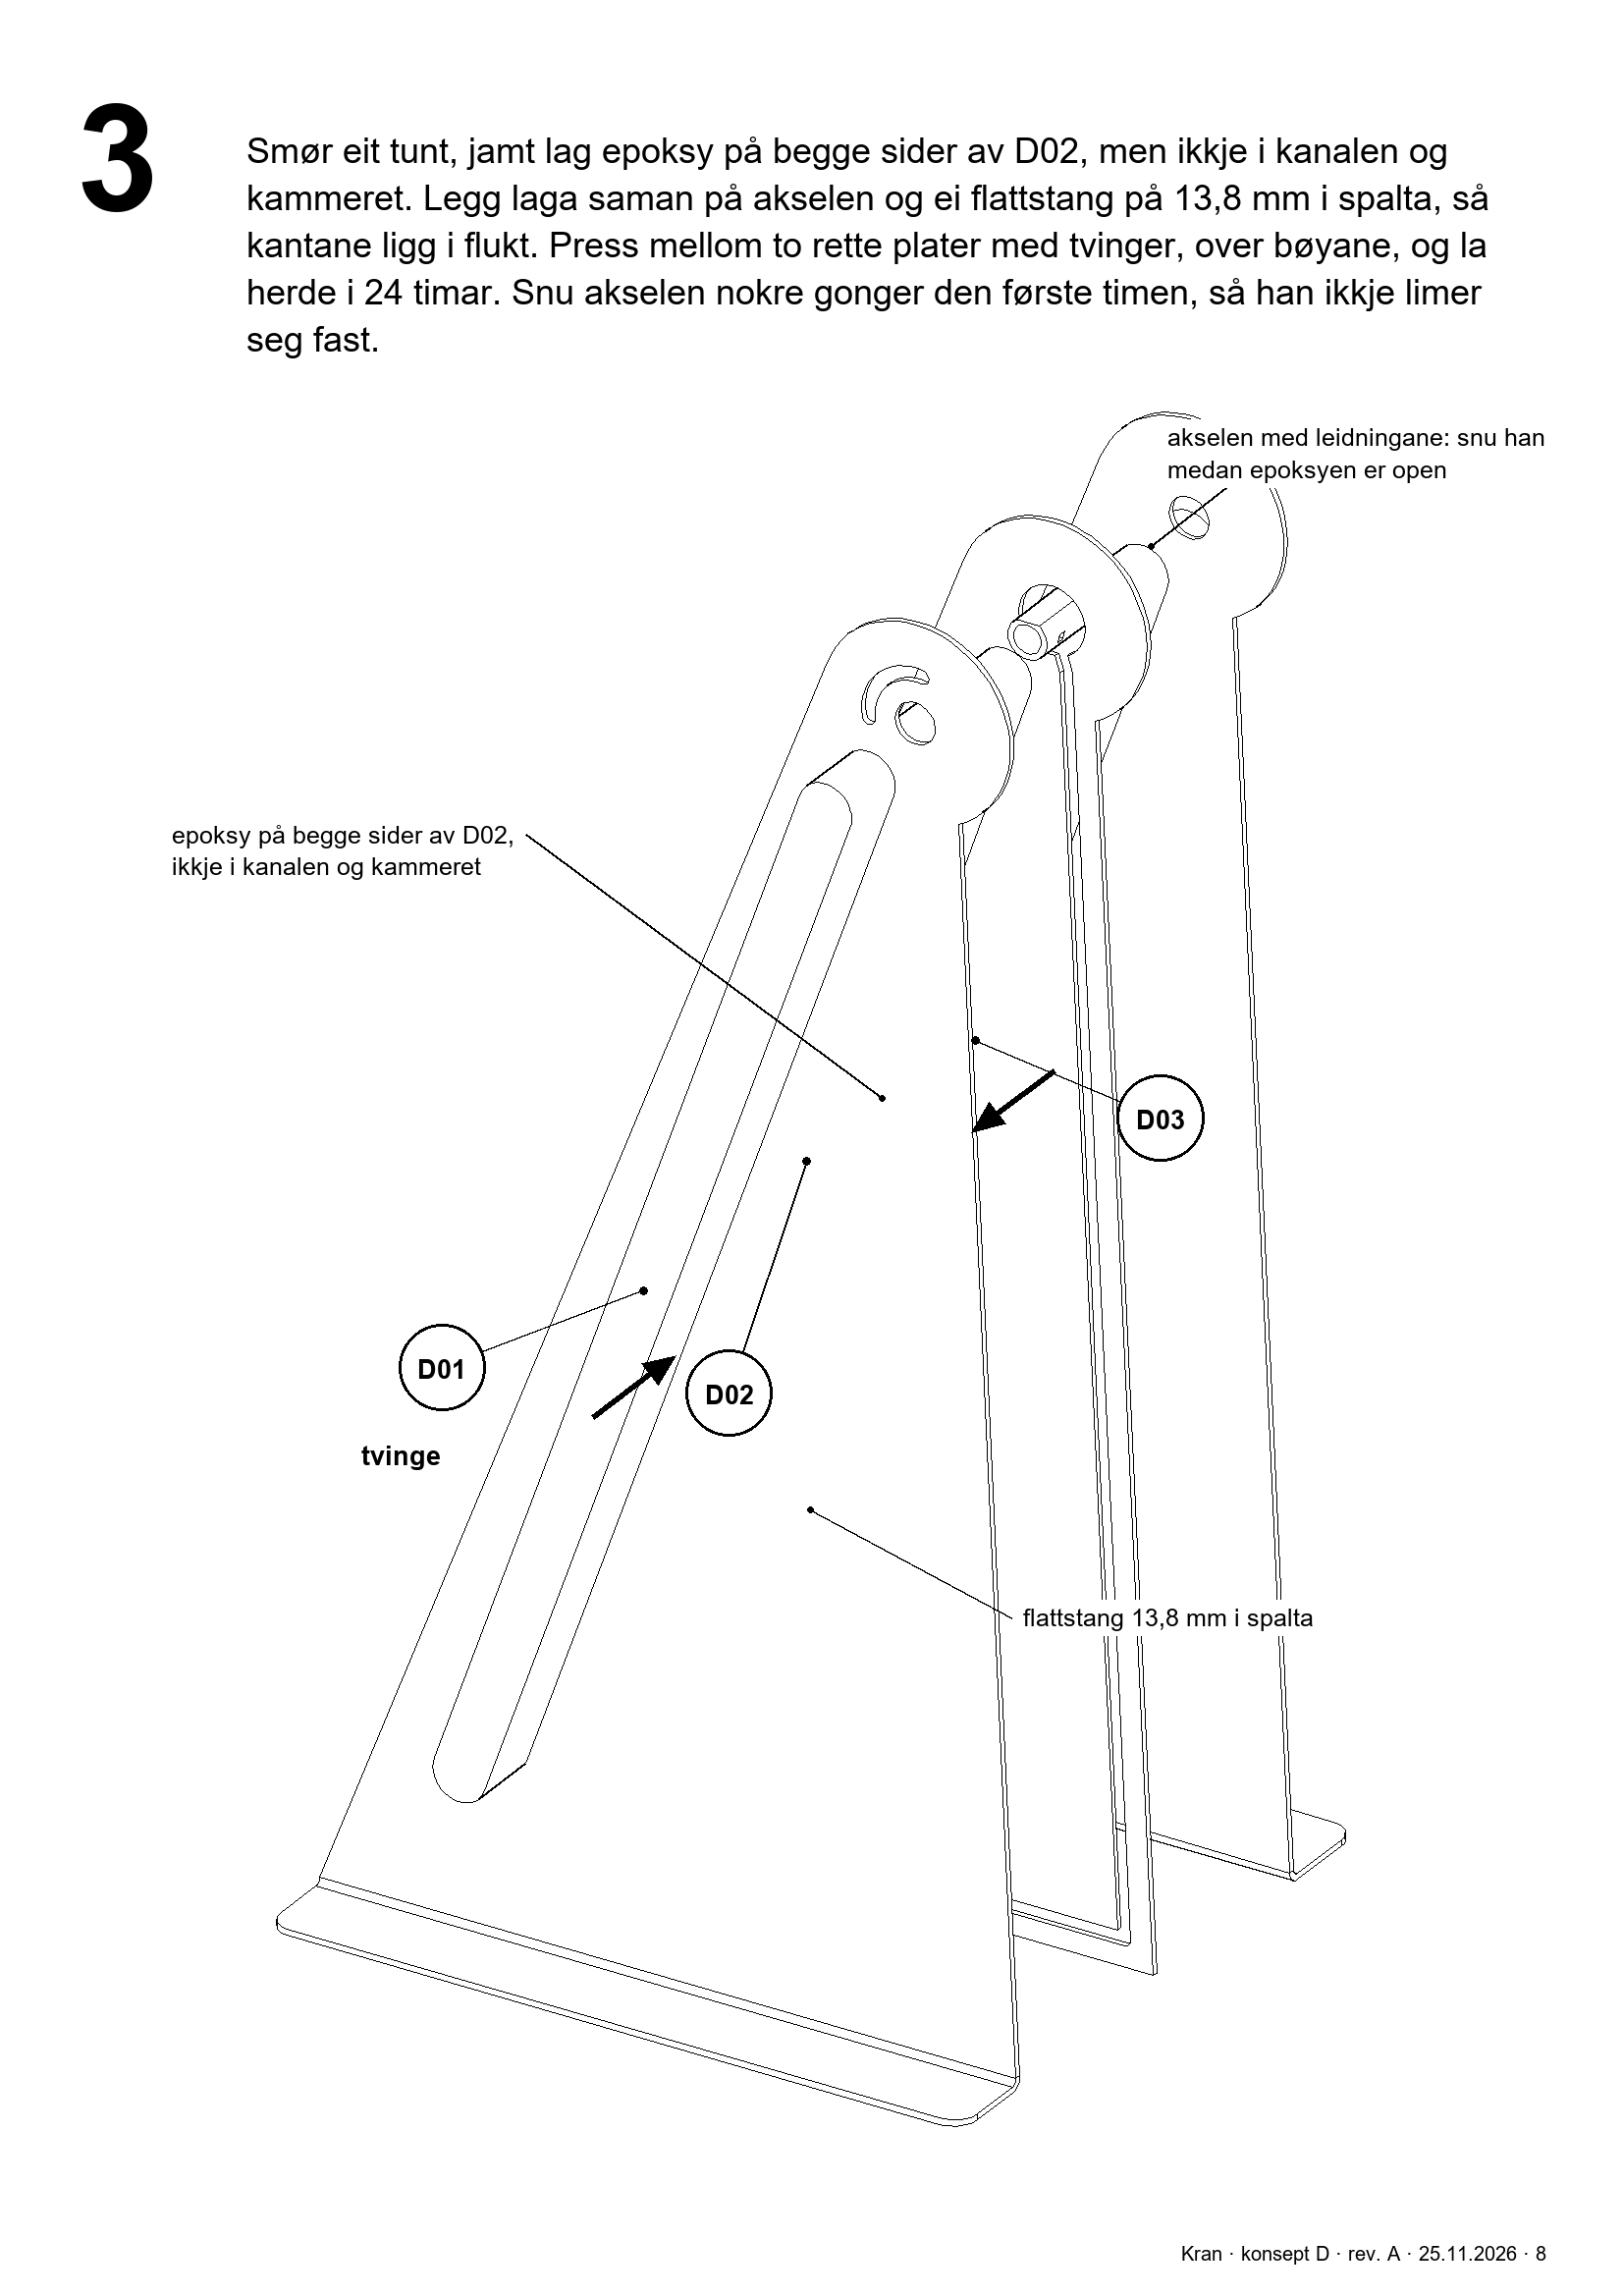 3
Smør eit tunt, jamt lag epoksy på begge sider av D02, men ikkje i kanalen og
kammeret. Legg laga saman på akselen og ei flattstang på 13,8 mm i spalta, så
kantane ligg i flukt. Press mellom to rette plater med tvinger, over bøyane, og la
herde i 24 timar. Snu akselen nokre gonger den første timen, så han ikkje limer
seg fast.
akselen med leidningane: snu han
medan epoksyen er open
epoksy på begge sider av D02,
ikkje i kanalen og kammeret
D03
D01
D02
tvinge
flattstang 13,8 mm i spalta
Kran · konsept D · rev. A · 25.11.2026 · 8